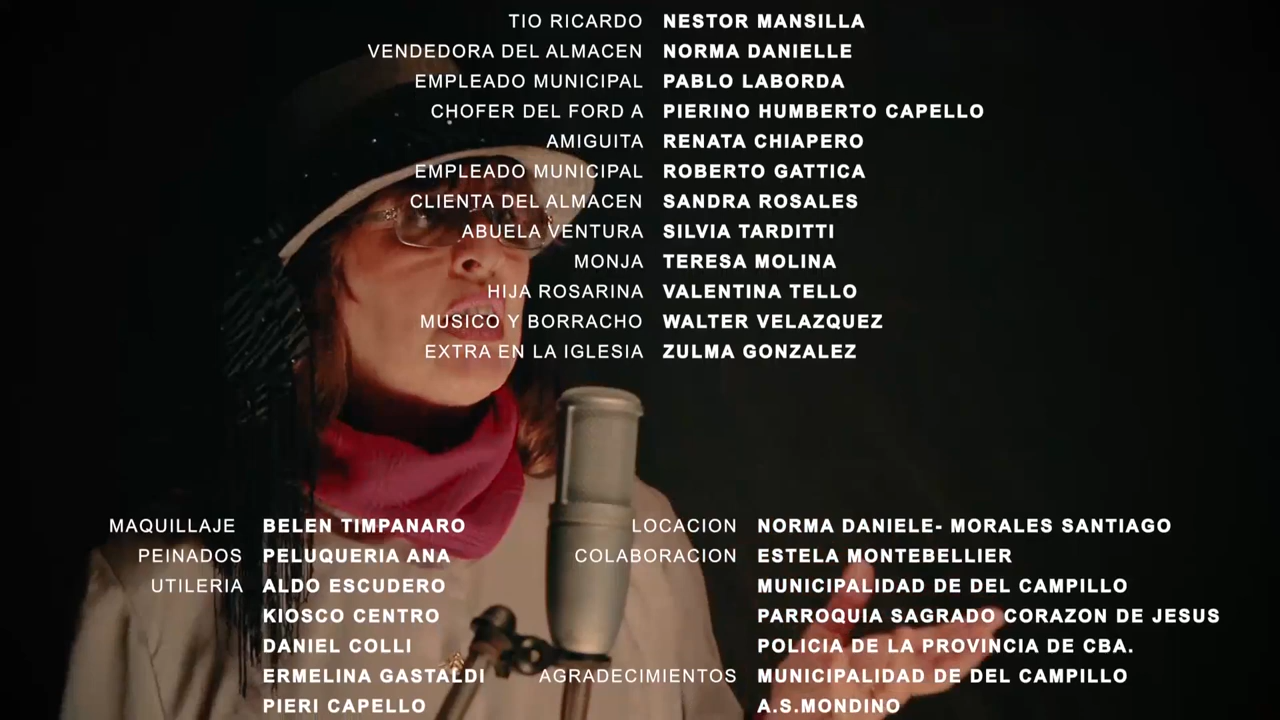 TIO RICARDO NESTOR MANSILLA
VENDEDORA DEL ALMACEN NORMA DANIELLE
EMPLEADO MUNICIPAL PABLO LABORDA
CHOFER DEL FORD A PIERINO HUMBERTO CAPELLO
AMIGUITA RENATA CHIAPERO
EMPLEADO MUNICIPAL ROBERTO GATTICA
CLIENTA DEL ALMACEN SANDRA ROSALES
ABUELA VENTURA SILVIA TARDITTI
MONJA TERESA MOLINA
HIJA ROSARINA VALENTINA TELLO
MUSICO Y BORRACHO WALTER VELAZQUEZ
EXTRA EN LA IGLESIA ZULMA GONZALEZ
MAQUILLAJE BELEN TIMPANARO
PEINADOS PELUQUERIA ANA
UTILERIA ALDO ESCUDERO
KIOSCO CENTRO
DANIEL COLLI
ERMELINA GASTALDI
PIERI CAPELLO
LOCACION NORMA DANIELE- MORALES SANTIAGO
COLABORACION ESTELA MONTEBELLIER
MUNICIPALIDAD DE DEL CAMPILLO
PARROQUIA SAGRADO CORAZON DE JESUS
POLICIA DE LA PROVINCIA DE CBA.
AGRADECIMIENTOS MUNICIPALIDAD DE DEL CAMPILLO
A.S.MONDINO